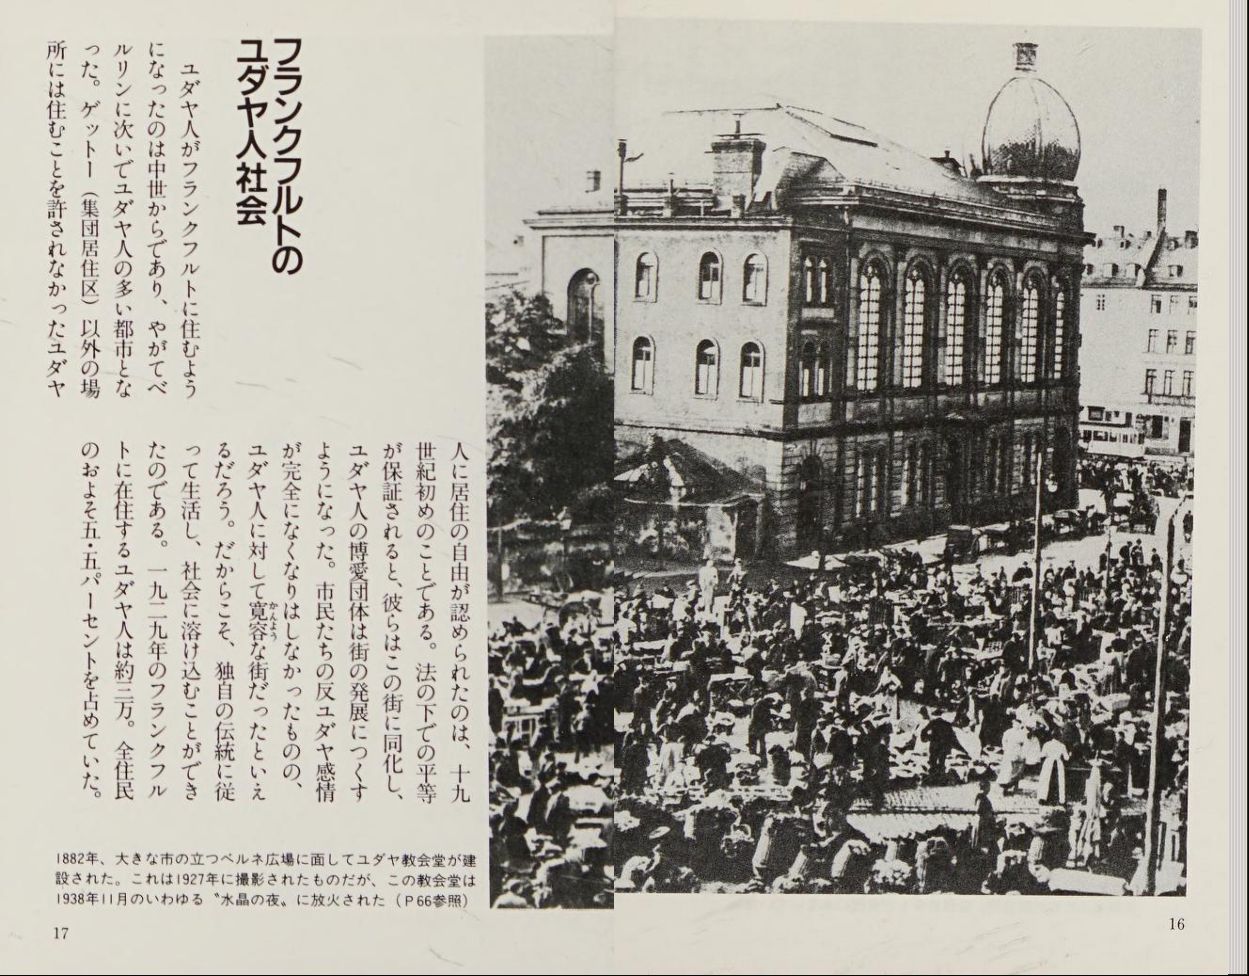 フランクフルトの
ユダヤ人社会
ユダヤ人がフランクフルトに住むよう
になったのは中世からであり、やがてベ
ルリンに次いでユダヤ人の多い都市とな
った。ゲットー（集団居住区）以外の場
所には住むことを許されなかったユダヤ
人に居住の自由が認められたのは、十九
世紀初めのことである。法の下での平等
が保証されると、彼らはこの街に同化し、
ユダヤ人の博愛団体は街の発展につくす
ようになった。市民たちの反ユダヤ感情
が完全になくなりはしなかったものの、
ユダヤ人に対して寛容な街だったといえ
かんよう
るだろう。だからこそ、独自の伝統に従
って生活し、社会に溶け込むことができ
たのである。一九二九年のフランクフル
トに在住するユダヤ人は約三万。全住民
のおよそ五・五パーセントを占めていた。
1882年、大きな市の立つベルネ広場に面してユダヤ教会堂が建
設された。これは1927年に撮影されたものだが、この教会堂は
1938年11月のいわゆる〝水晶の夜〟に放火された（P66参照）
17
16